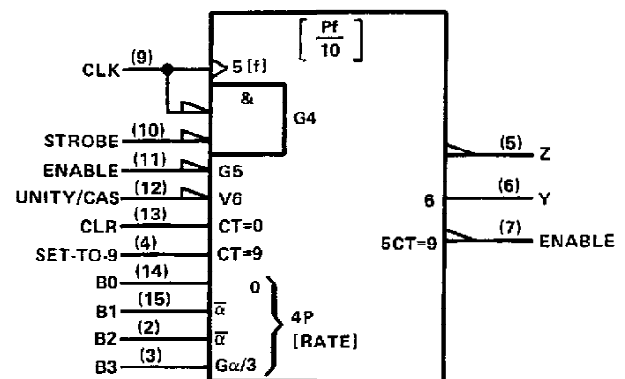 [Pf/10]
CLK (9) 5 [f]
&
G4
STROBE (10)
ENABLE (11) G5
UNITY/CAS (12) V6
CLR (13) CT=0
SET-TO-9 (4) CT=9
B0 (14) 0
B1 (15) α
B2 (2) α
B3 (3) Gα/3
4P
[RATE]
(5) Z
6 (6) Y
5CT=9 (7) ENABLE